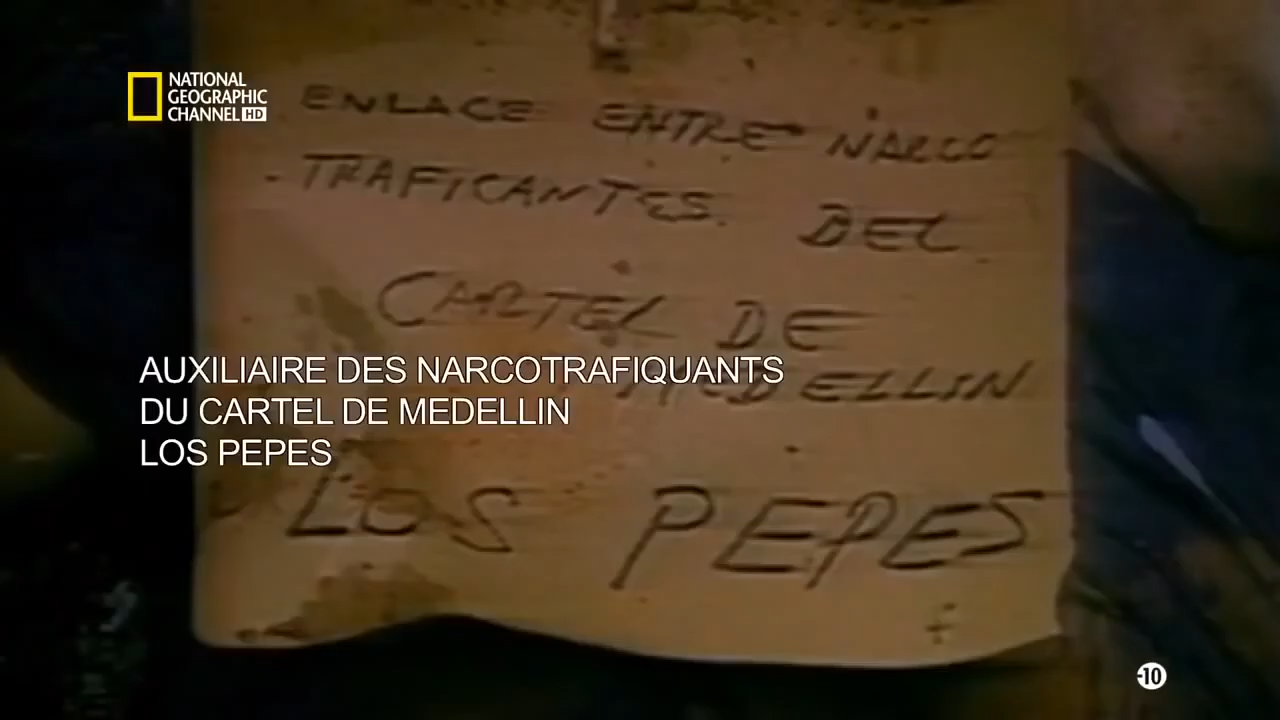 NATIONAL
GEOGRAPHIC
CHANNEL HD
ENLACE ENTRE NARCO
-TRAFICANTES DEL
CARTEL DE
MEDELLIN
LOS PEPES
AUXILIAIRE DES NARCOTRAFIQUANTS
DU CARTEL DE MEDELLIN
LOS PEPES
-10